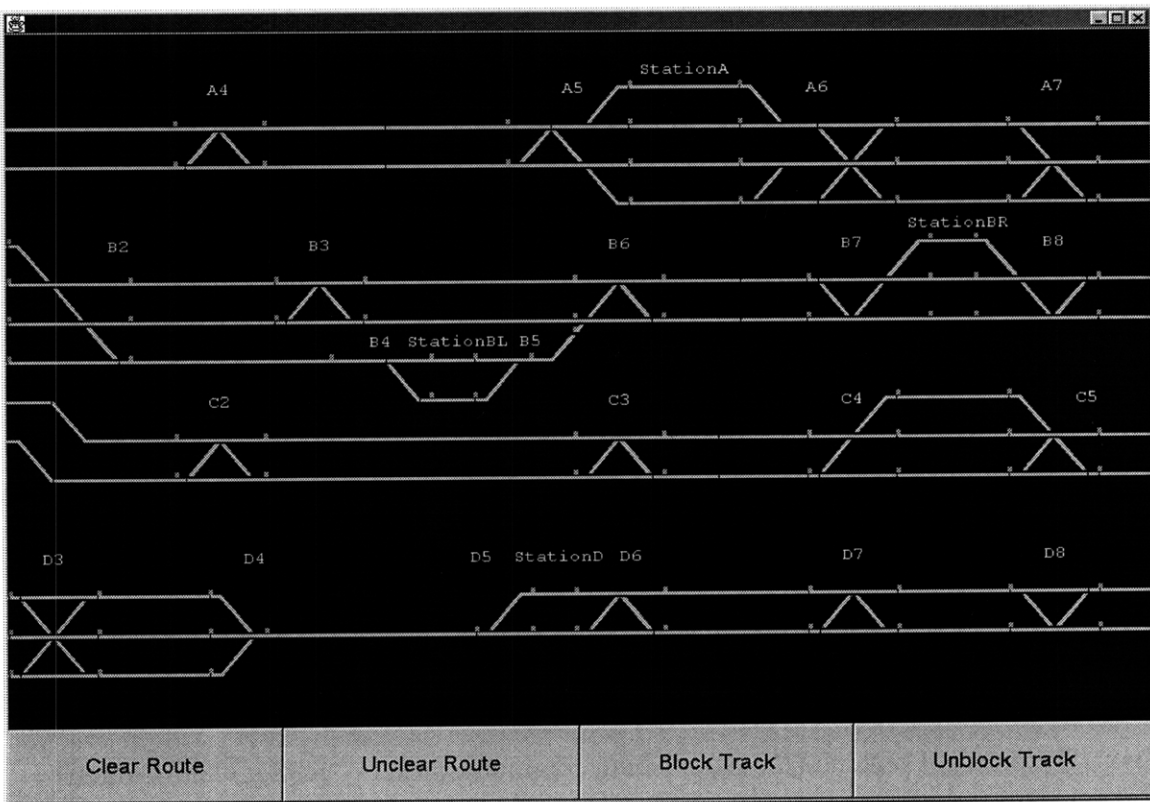 StationA
A4 A5 A6 A7
StationBR
B2 B3 B6 B7 B8
B4 StationBL B5
C2 C3 C4 C5
D3 D4 D5 StationD D6 D7 D8
Clear Route Unclear Route Block Track Unblock Track